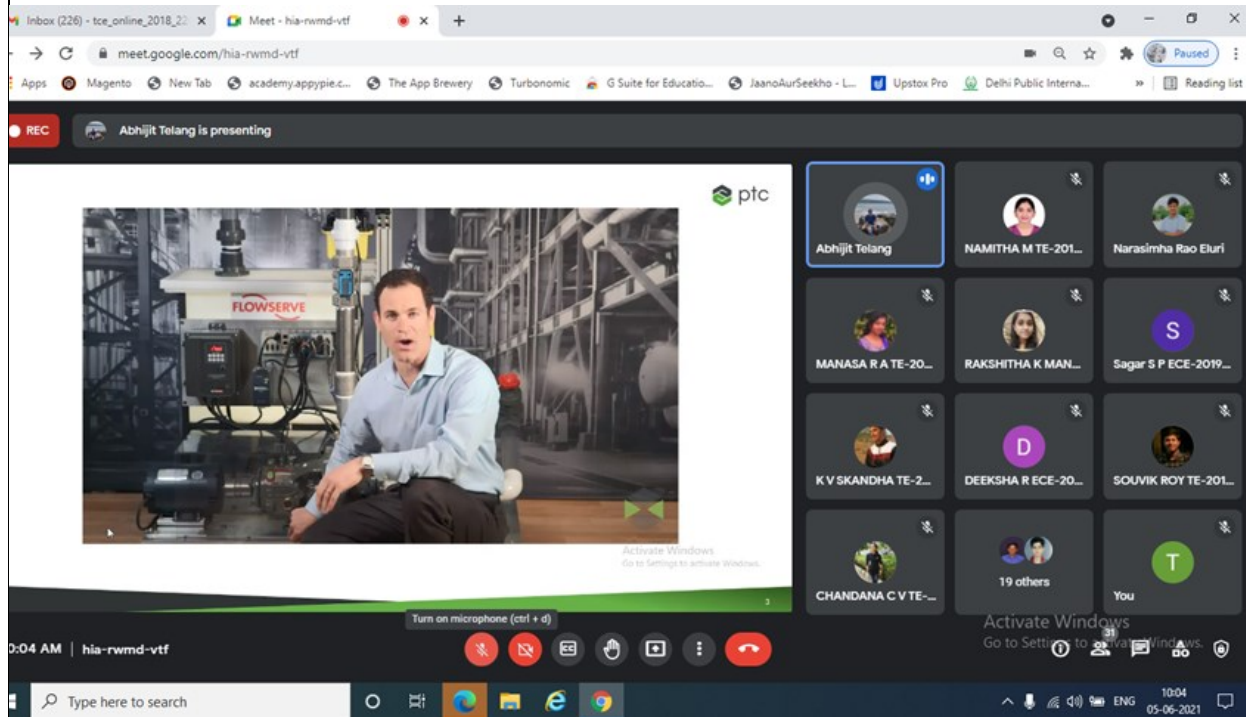 Inbox (226) - tce_online_2018_22
Meet - hia-rwmd-vtf
meet.google.com/hia-rwmd-vtf
Paused
Apps
Magento
New Tab
academy.appypie.c...
The App Brewery
Turbonomic
G Suite for Educatio...
JaanoAurSeekho - L...
Upstox Pro
Delhi Public Interna...
Reading list
REC
Abhijit Telang is presenting
ptc
FLOWSERVE
Activate Windows
Go to Settings to activate Windows.
3
Abhijit Telang
NAMITHA M TE-201...
Narasimha Rao Eluri
MANASA R A TE-20...
RAKSHITHA K MAN...
S
Sagar S P ECE-2019...
K V SKANDHA TE-2...
D
DEEKSHA R ECE-20...
SOUVIK ROY TE-201...
CHANDANA C V TE-...
19 others
T
You
Turn on microphone (ctrl + d)
0:04 AM | hia-rwmd-vtf
Activate Windows
Go to Settings to activate Windows.
31
Type here to search
ENG
10:04
05-06-2021